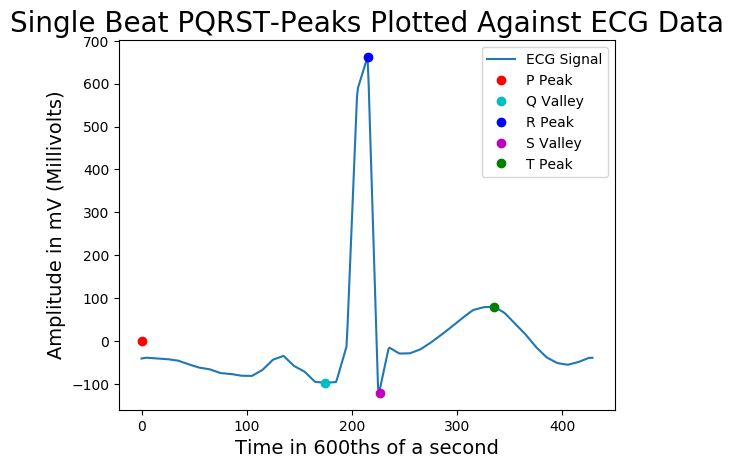 Single Beat PQRST-Peaks Plotted Against ECG Data
700
600
500
400
300
200
100
0
−100
Amplitude in mV (Millivolts)
ECG Signal
P Peak
Q Valley
R Peak
S Valley
T Peak
0
100
200
300
400
Time in 600ths of a second